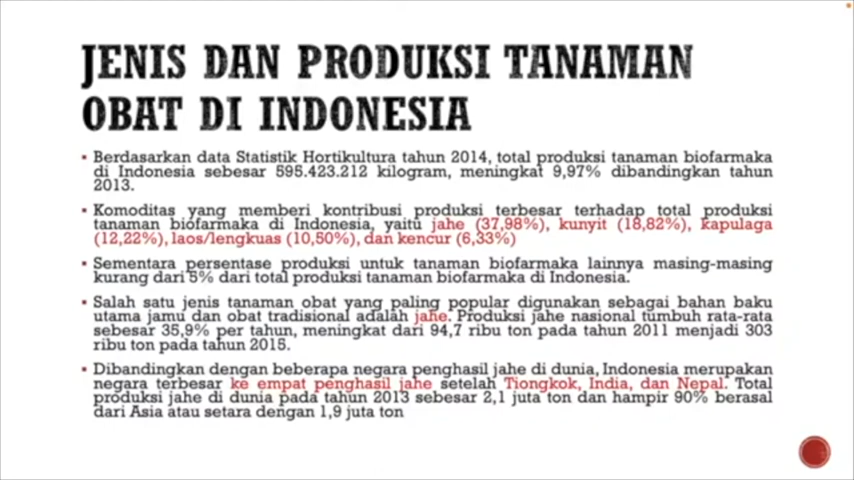 JENIS DAN PRODUKSI TANAMAN
OBAT DI INDONESIA
▪ Berdasarkan data Statistik Hortikultura tahun 2014, total produksi tanaman biofarmaka
di Indonesia sebesar 595.423.212 kilogram, meningkat 9,97% dibandingkan tahun
2013.
▪ Komoditas yang memberi kontribusi produksi terbesar terhadap total produksi
tanaman biofarmaka di Indonesia, yaitu jahe (37,98%), kunyit (18,82%), kapulaga
(12,22%), laos/lengkuas (10,50%), dan kencur (6,33%)
▪ Sementara persentase produksi untuk tanaman biofarmaka lainnya masing-masing
kurang dari 5% dari total produksi tanaman biofarmaka di Indonesia.
▪ Salah satu jenis tanaman obat yang paling popular digunakan sebagai bahan baku
utama jamu dan obat tradisional adalah jahe. Produksi jahe nasional tumbuh rata-rata
sebesar 35,9% per tahun, meningkat dari 94,7 ribu ton pada tahun 2011 menjadi 303
ribu ton pada tahun 2015.
▪ Dibandingkan dengan beberapa negara penghasil jahe di dunia, Indonesia merupakan
negara terbesar ke empat penghasil jahe setelah Tiongkok, India, dan Nepal. Total
produksi jahe di dunia pada tahun 2013 sebesar 2,1 juta ton dan hampir 90% berasal
dari Asia atau setara dengan 1,9 juta ton